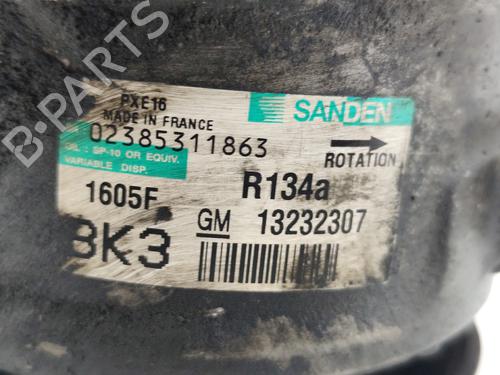 PXE16
MADE IN FRANCE
SANDEN
02385311863
OIL : SP-10 OR EQUIV.
VARIABLE DISP.
ROTATION
1605F
R134a
GM 13232307
3K3
B-PARTS